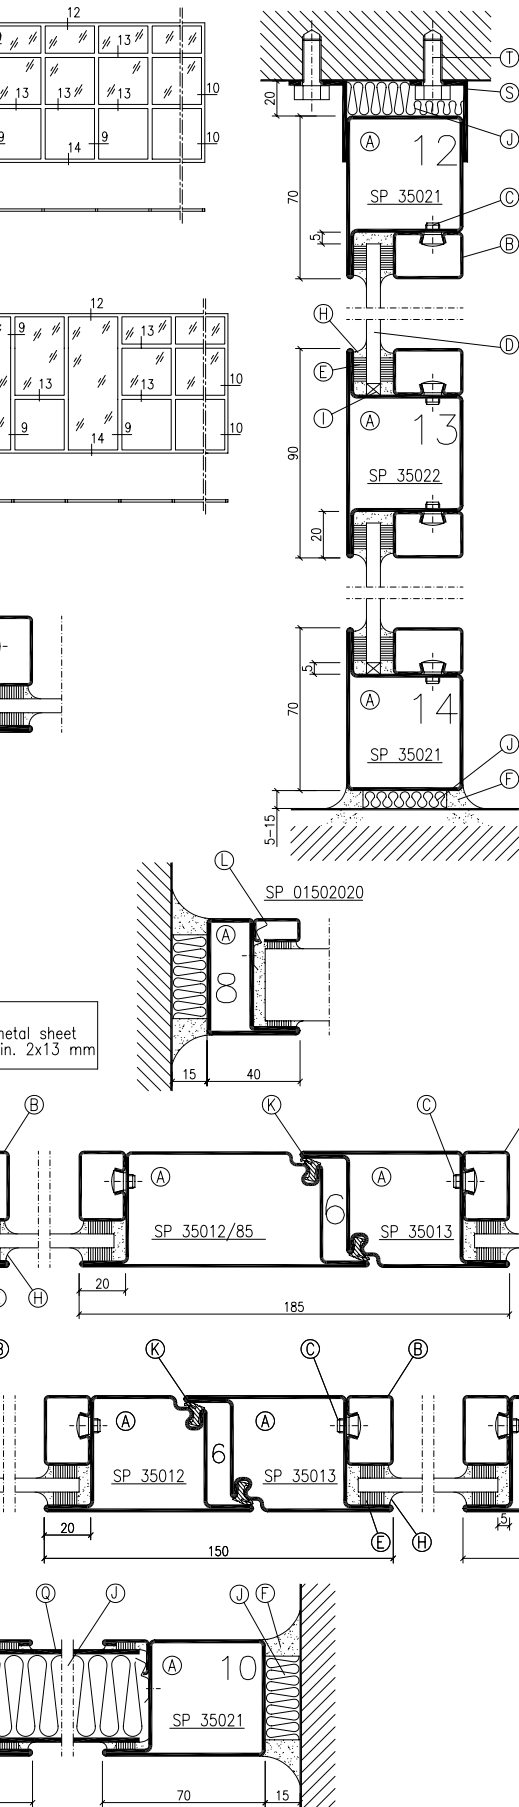 12
13
13
13
13
10
9
9
10
14
T
S
20
J
A
12
SP 35021
C
B
70
5
12
9
13
13
13
10
9
9
10
14
H
D
E
I
A
13
SP 35022
90
20
5
A
14
SP 35021
70
J
F
5-15
L
SP 01502020
A
8
15
40
metal sheet
in. 2x13 mm
B
K
C
A
A
6
SP 35012/85
SP 35013
H
20
185
K
C
B
A
A
6
SP 35012
SP 35013
20
E
H
5
150
Q
J
J
F
A
10
SP 35021
70
15